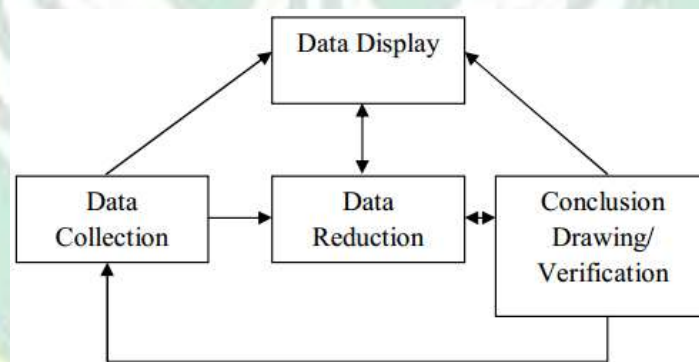 Data Display
Data
Collection
Data
Reduction
Conclusion
Drawing/
Verification